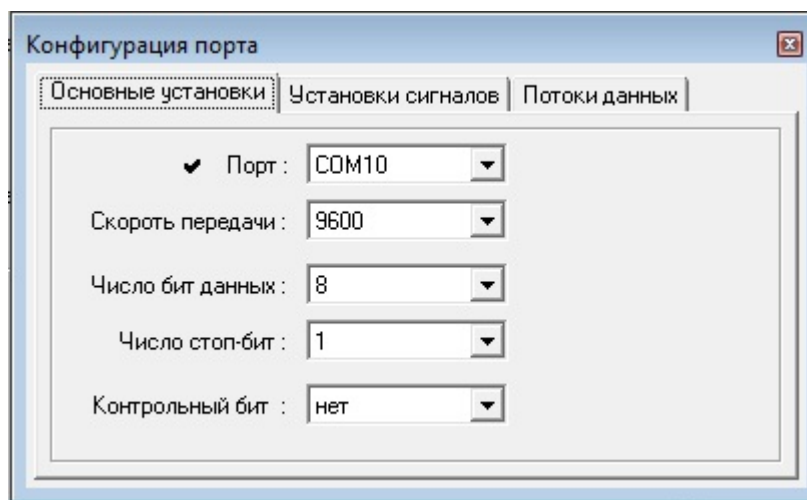 Конфигурация порта
Основные установки Установки сигналов Потоки данных
Порт : COM10
Скороть передачи : 9600
Число бит данных : 8
Число стоп-бит : 1
Контрольный бит : нет